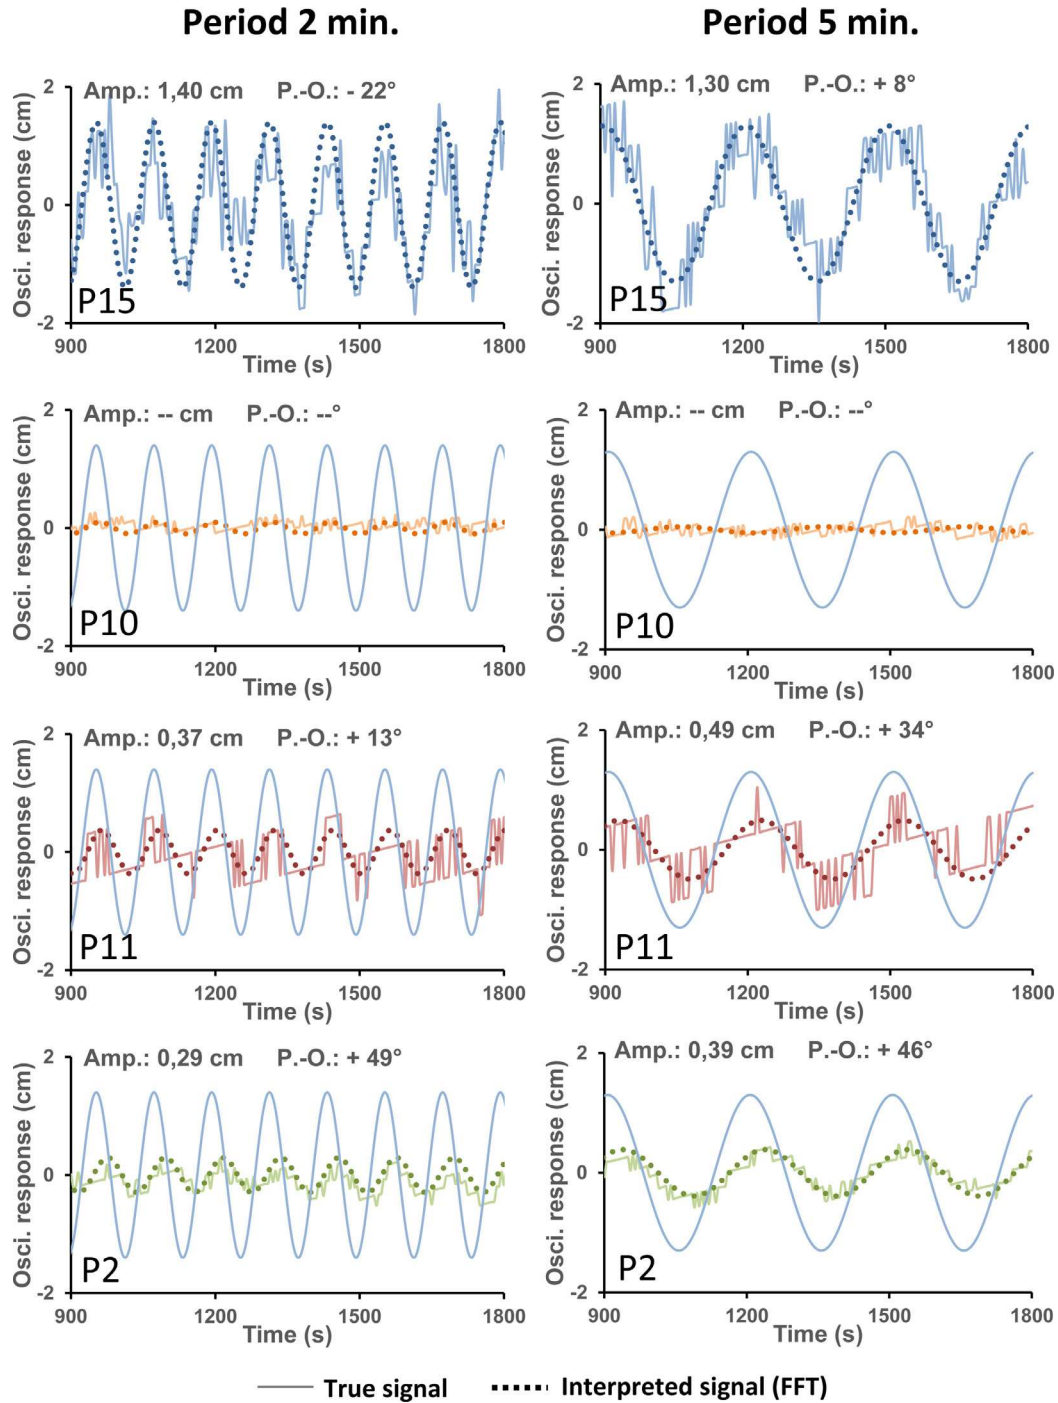 Period 2 min.
Period 5 min.
Amp.: 1,40 cm P.-O.: - 22°
Osci. response (cm)
2
0
-2
P15
900 1200 1500 1800
Time (s)
Amp.: 1,30 cm P.-O.: + 8°
Osci. response (cm)
2
0
-2
P15
900 1200 1500 1800
Time (s)
Amp.: -- cm P.-O.: --°
Osci. response (cm)
2
0
-2
P10
900 1200 1500 1800
Time (s)
Amp.: -- cm P.-O.: --°
Osci. response (cm)
2
0
-2
P10
900 1200 1500 1800
Time (s)
Amp.: 0,37 cm P.-O.: + 13°
Osci. response (cm)
2
0
-2
P11
900 1200 1500 1800
Time (s)
Amp.: 0,49 cm P.-O.: + 34°
Osci. response (cm)
2
0
-2
P11
900 1200 1500 1800
Time (s)
Amp.: 0,29 cm P.-O.: + 49°
Osci. response (cm)
2
0
-2
P2
900 1200 1500 1800
Time (s)
Amp.: 0,39 cm P.-O.: + 46°
Osci. response (cm)
2
0
-2
P2
900 1200 1500 1800
Time (s)
True signal
Interpreted signal (FFT)